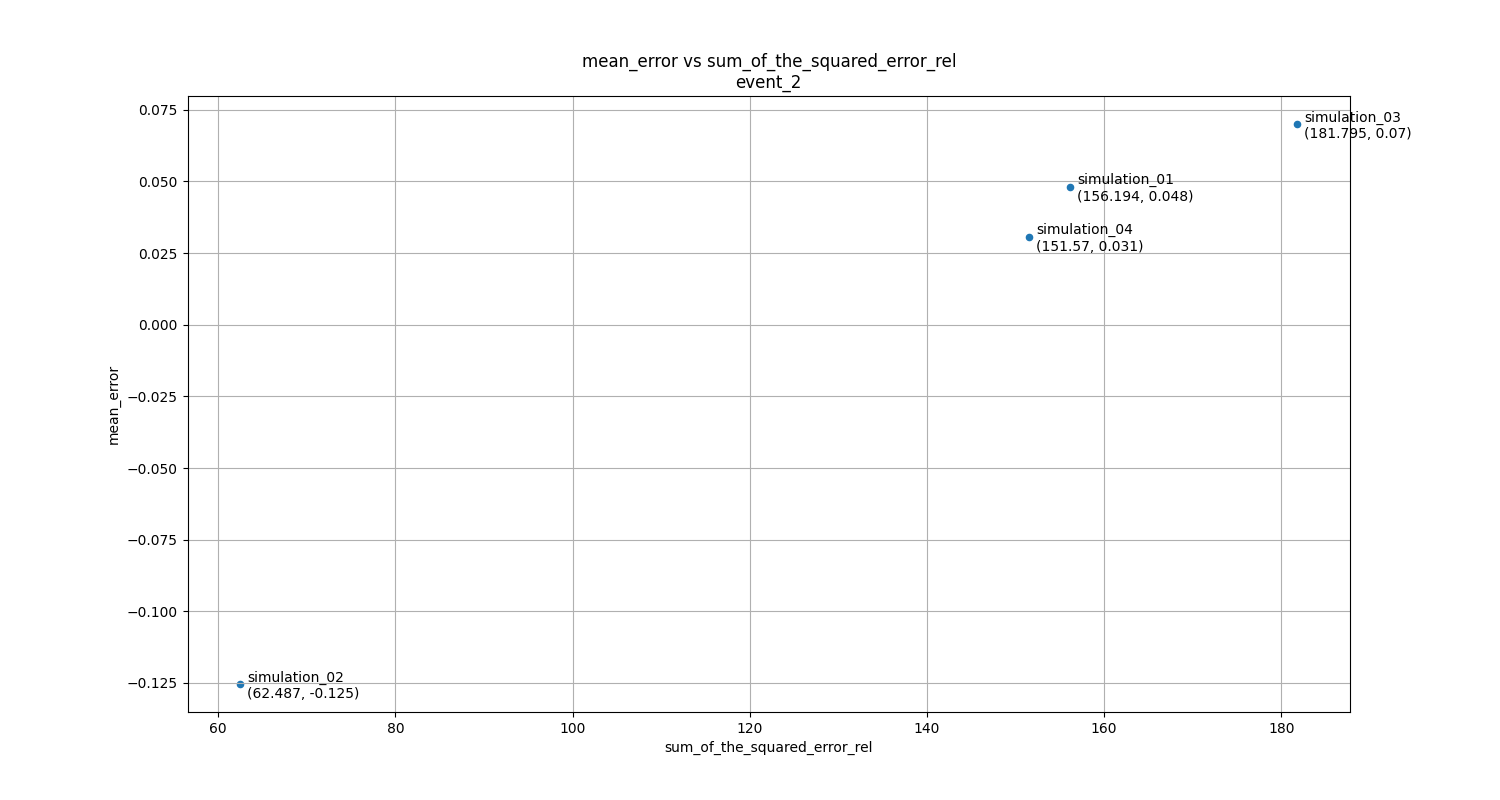 mean_error vs sum_of_the_squared_error_rel
event_2
0.075
0.050
0.025
0.000
−0.025
−0.050
−0.075
−0.100
−0.125
mean_error
simulation_03
(181.795, 0.07)
simulation_01
(156.194, 0.048)
simulation_04
(151.57, 0.031)
simulation_02
(62.487, -0.125)
60
80
100
120
140
160
180
sum_of_the_squared_error_rel